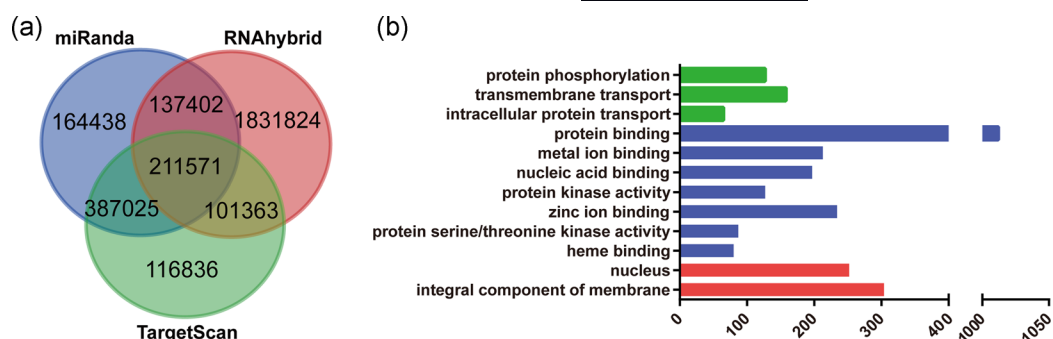 (a)
miRanda
RNAhybrid
164438
137402
1831824
211571
387025
101363
116836
TargetScan
(b)
protein phosphorylation
transmembrane transport
intracellular protein transport
protein binding
metal ion binding
nucleic acid binding
protein kinase activity
zinc ion binding
protein serine/threonine kinase activity
heme binding
nucleus
integral component of membrane
0
100
200
300
400
1000
1050